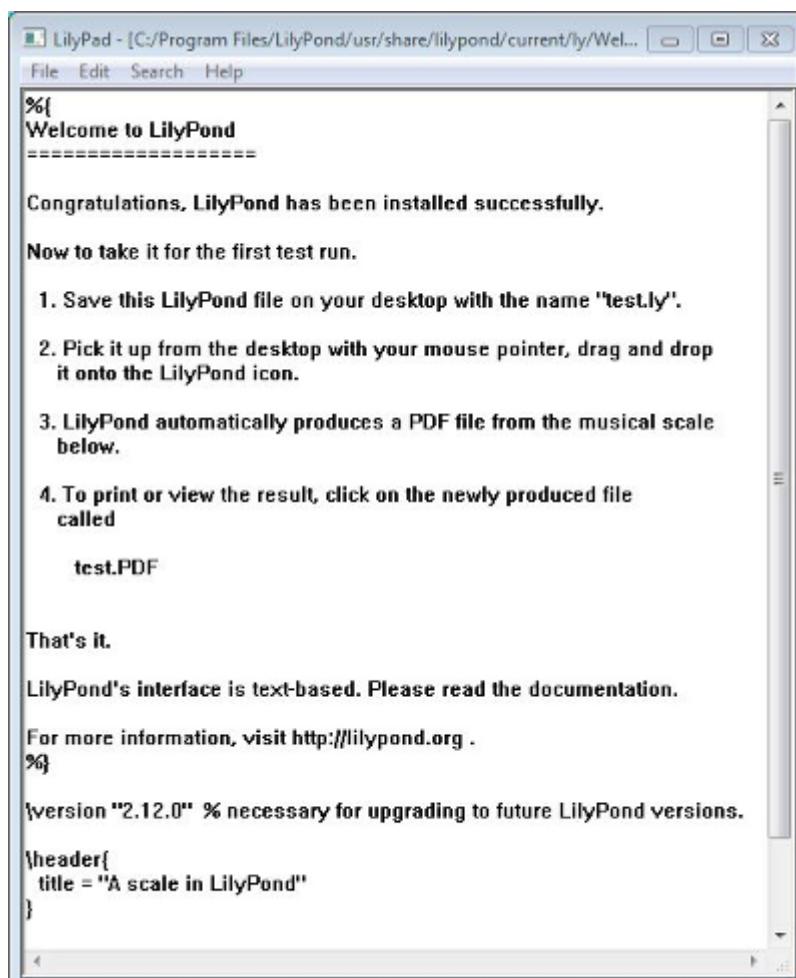 LilyPad - [C:/Program Files/LilyPond/usr/share/lilypond/current/ly/Wel...
File Edit Search Help
%{
Welcome to LilyPond
===================
Congratulations, LilyPond has been installed successfully.
Now to take it for the first test run.
1. Save this LilyPond file on your desktop with the name "test.ly".
2. Pick it up from the desktop with your mouse pointer, drag and drop
it onto the LilyPond icon.
3. LilyPond automatically produces a PDF file from the musical scale
below.
4. To print or view the result, click on the newly produced file
called
test.PDF
That's it.
LilyPond's interface is text-based. Please read the documentation.
For more information, visit http://lilypond.org .
%}
\version "2.12.0" % necessary for upgrading to future LilyPond versions.
\header{
title = "A scale in LilyPond"
}